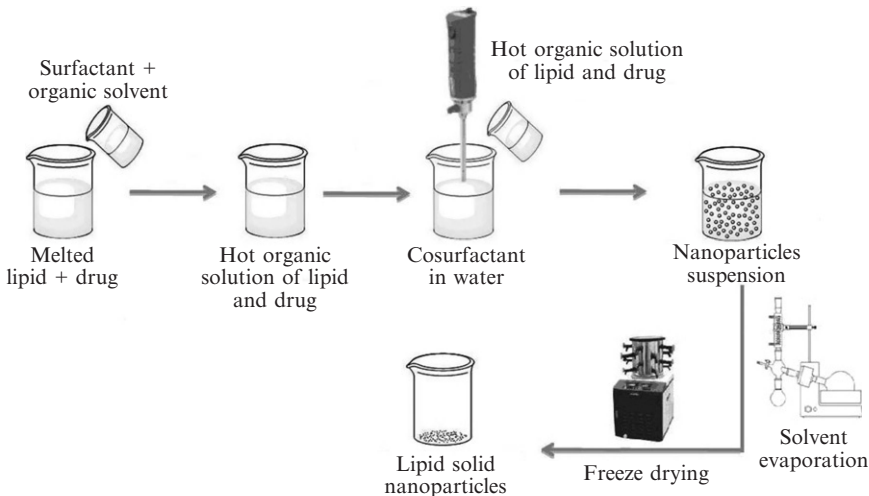 Surfactant +
organic solvent
Hot organic solution
of lipid and drug
Melted
lipid + drug
Hot organic
solution of lipid
and drug
Cosurfactant
in water
Nanoparticles
suspension
Solvent
evaporation
Freeze drying
Lipid solid
nanoparticles